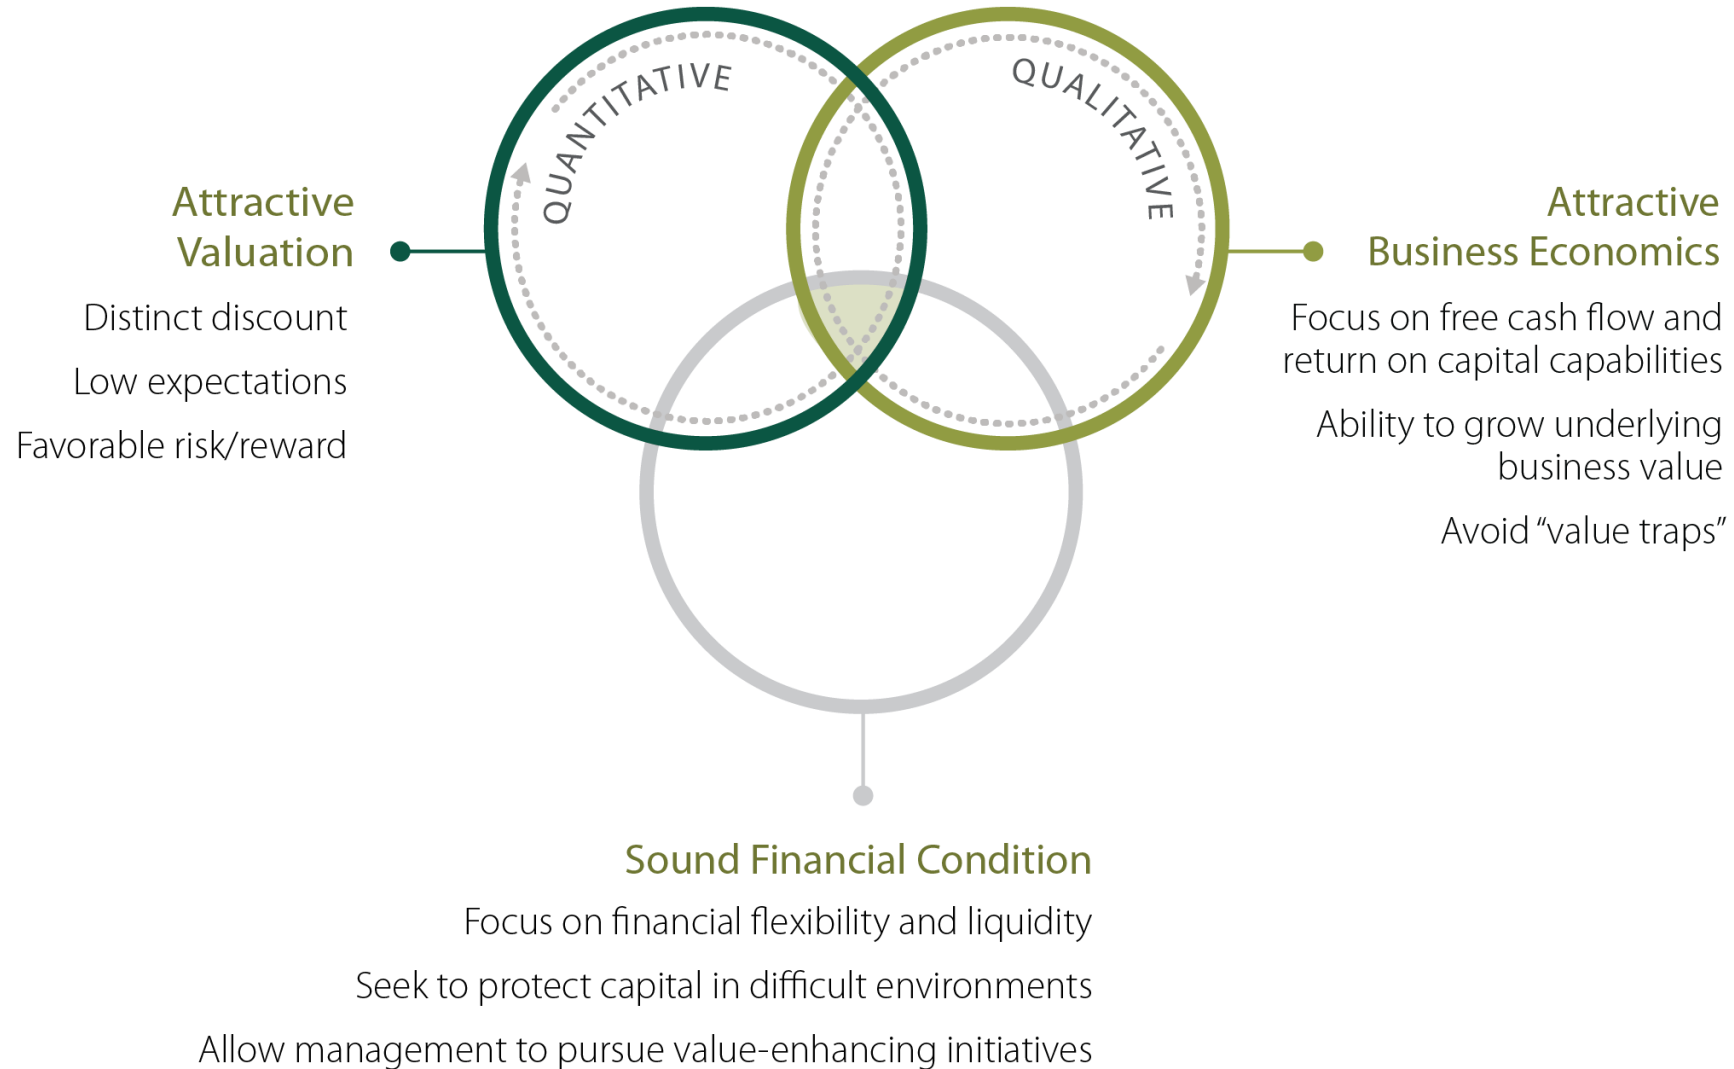 QUANTITATIVE
QUALITATIVE
Attractive
Valuation
Distinct discount
Low expectations
Favorable risk/reward
Attractive
Business Economics
Focus on free cash flow and
return on capital capabilities
Ability to grow underlying
business value
Avoid “value traps”
Sound Financial Condition
Focus on financial flexibility and liquidity
Seek to protect capital in difficult environments
Allow management to pursue value-enhancing initiatives